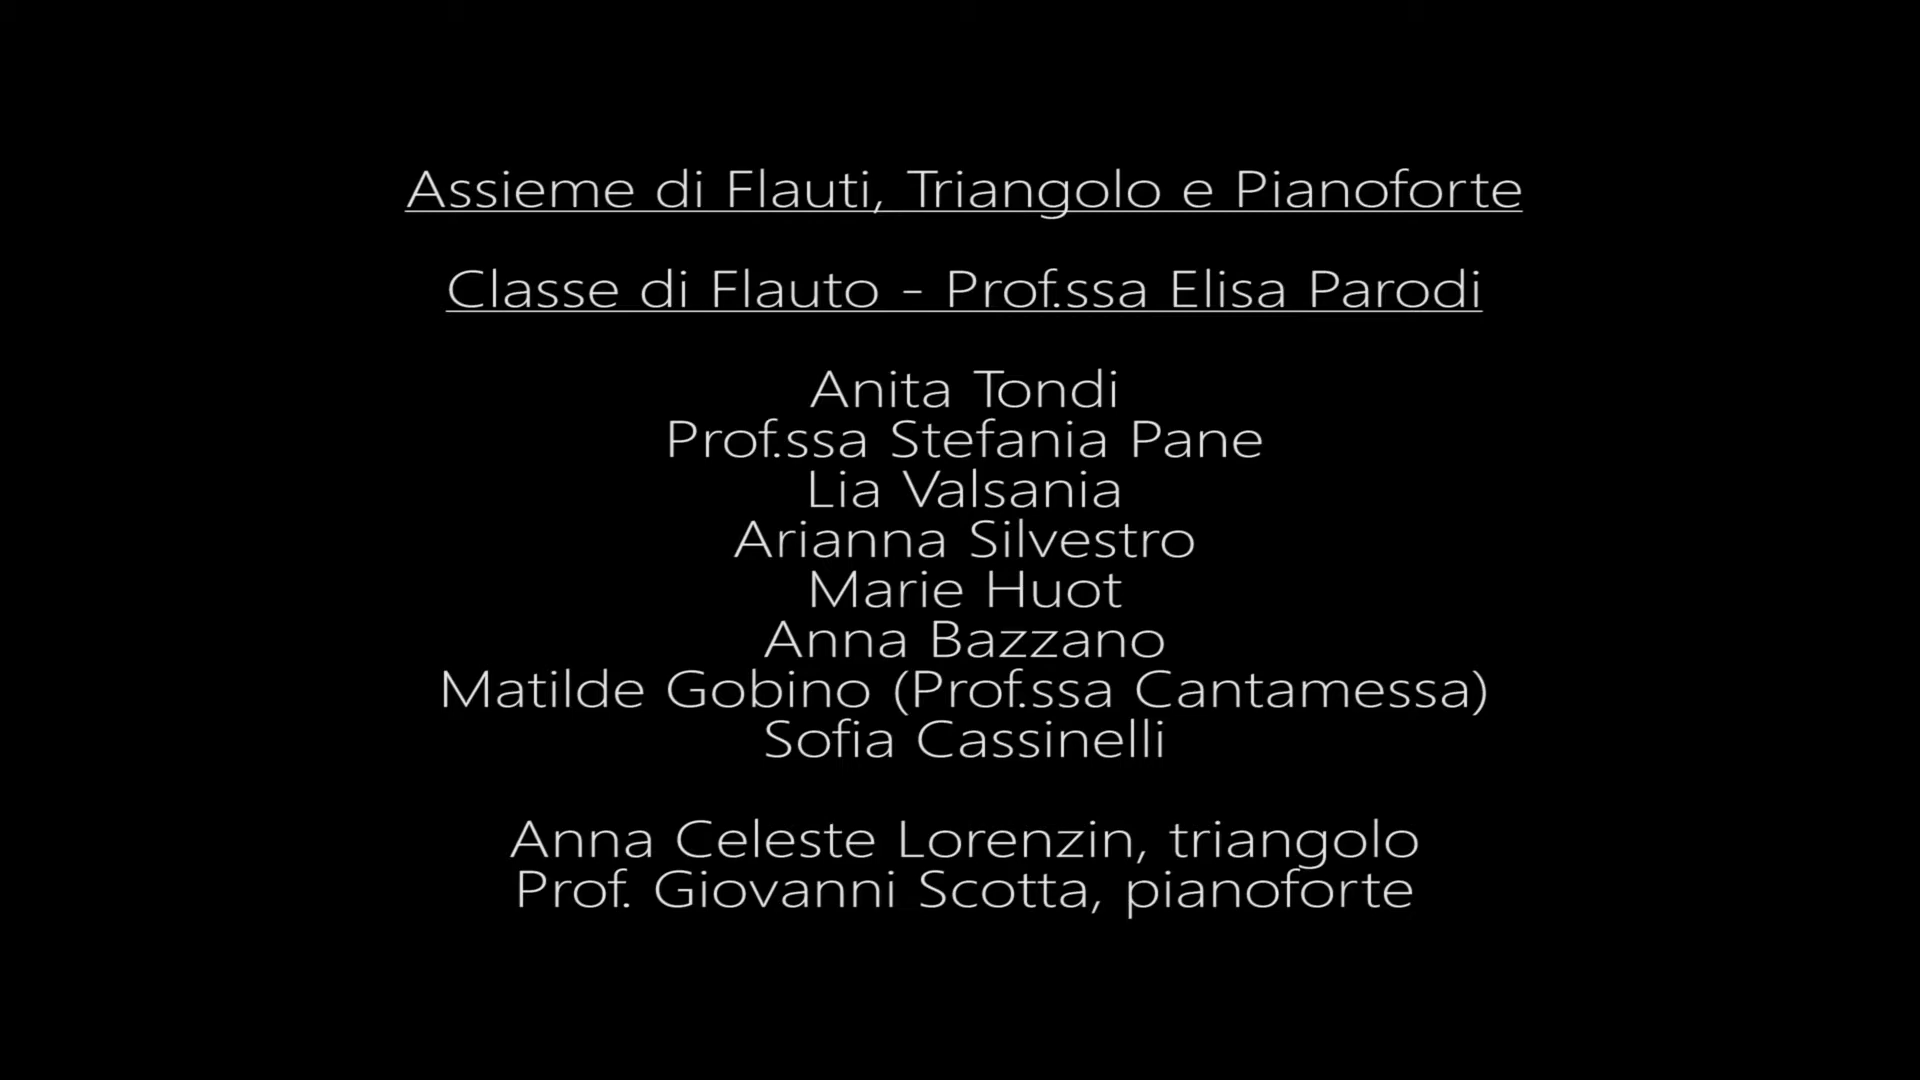 Assieme di Flauti, Triangolo e Pianoforte
Classe di Flauto - Prof.ssa Elisa Parodi
Anita Tondi
Prof.ssa Stefania Pane
Lia Valsania
Arianna Silvestro
Marie Huot
Anna Bazzano
Matilde Gobino (Prof.ssa Cantamessa)
Sofia Cassinelli
Anna Celeste Lorenzin, triangolo
Prof. Giovanni Scotta, pianoforte